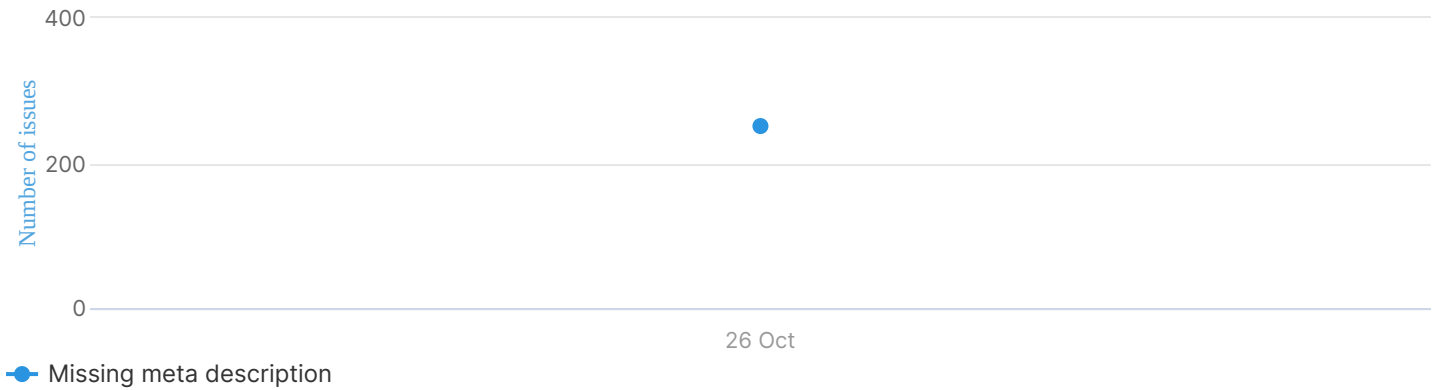 400
Number of issues
200
0
26 Oct
Missing meta description